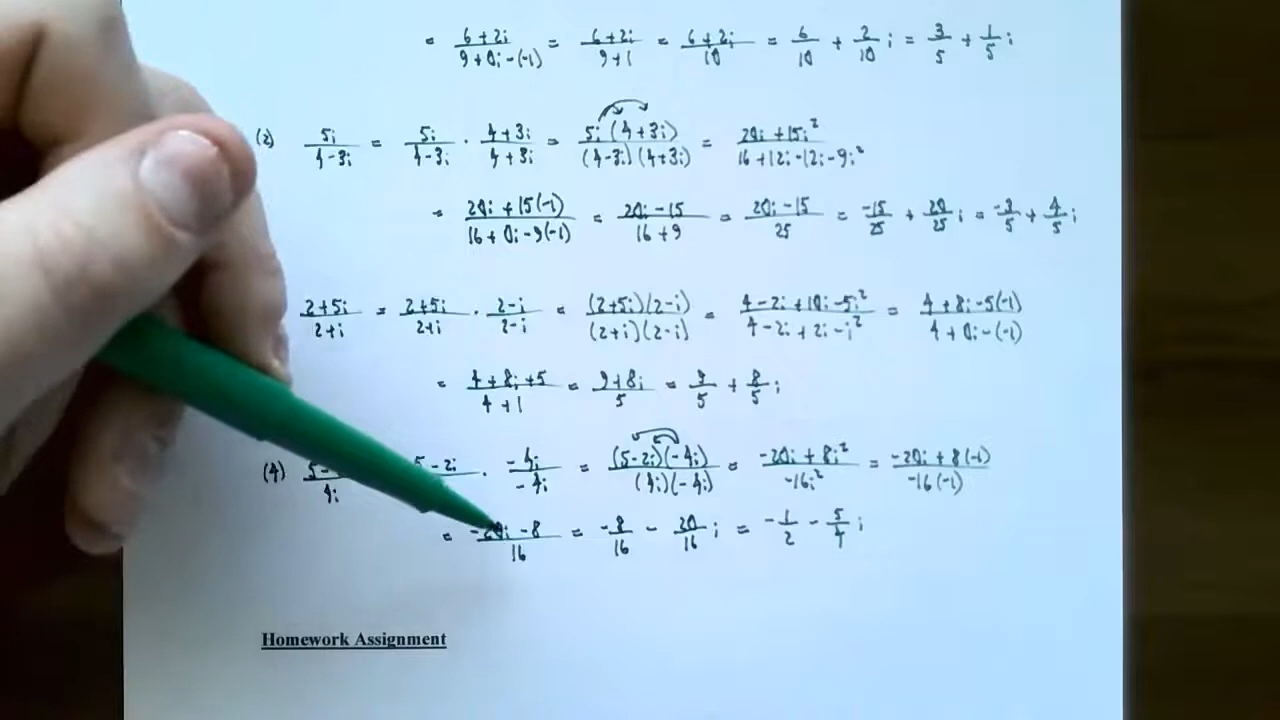 = (6+2i)/(9+0i-(-1)) = (6+2i)/(9+1) = (6+2i)/10 = 6/10 + 2/10 i = 3/5 + 1/5 i
(2) 5i/(4-3i) = 5i/(4-3i) · (4+3i)/(4+3i) = 5i(4+3i)/((4-3i)(4+3i)) = (20i+15i²)/(16+12i-12i-9i²)
= (20i+15(-1))/(16+0i-9(-1)) = (20i-15)/(16+9) = (20i-15)/25 = -15/25 + 20/25 i = -3/5 + 4/5 i
(2+5i)/(2+i) = (2+5i)/(2+i) · (2-i)/(2-i) = (2+5i)(2-i)/((2+i)(2-i)) = (4-2i+10i-5i²)/(4-2i+2i-i²) = (4+8i-5(-1))/(4+0i-(-1))
= (4+8i+5)/(4+1) = (9+8i)/5 = 9/5 + 8/5 i
(4) 5-/4i 5-2i · -4i/-4i = (5-2i)(-4i)/((4i)(-4i)) = (-20i+8i²)/(-16i²) = (-20i+8(-1))/(-16(-1))
= (-20i-8)/16 = -8/16 - 20/16 i = -1/2 - 5/4 i
Homework Assignment